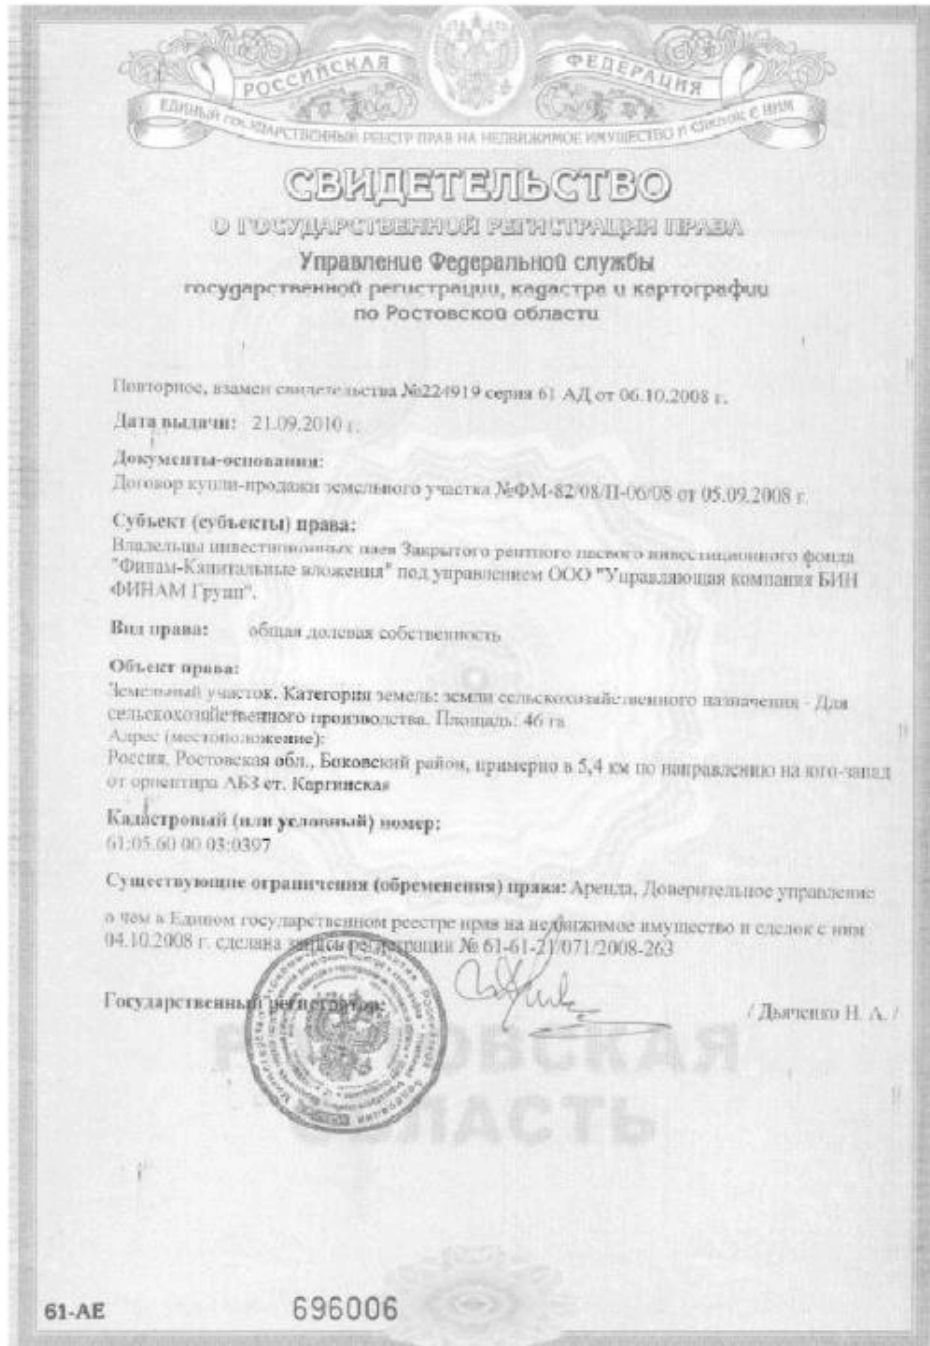 РОССИЙСКАЯ ФЕДЕРАЦИЯ
ЕДИНЫЙ ГОСУДАРСТВЕННЫЙ РЕЕСТР ПРАВ НА НЕДВИЖИМОЕ ИМУЩЕСТВО И СДЕЛОК С НИМ
СВИДЕТЕЛЬСТВО
О ГОСУДАРСТВЕННОЙ РЕГИСТРАЦИИ ПРАВА
Управление Федеральной службы
государственной регистрации, кадастра и картографии
по Ростовской области
Повторное, взамен свидетельства №224919 серия 61 АД от 06.10.2008 г.
Дата выдачи: 21.09.2010 г.
Документы-основания:
Договор купли-продажи земельного участка №ФМ-82/08/П-06/08 от 05.09.2008 г.
Субъект (субъекты) права:
Владельцы инвестиционных паев Закрытого рентного паевого инвестиционного фонда
"Финам-Капитальные вложения" под управлением ООО "Управляющая компания БИН
ФИНАМ Групп".
Вид права: общая долевая собственность
Объект права:
Земельный участок. Категория земель: земли сельскохозяйственного назначения - Для
сельскохозяйственного производства. Площадь: 46 га
Адрес (местоположение):
Россия, Ростовская обл., Боковский район, примерно в 5,4 км по направлению на юго-запад
от ориентира АБЗ ст. Каргинская
Кадастровый (или условный) номер:
61:05:60 00 03:0397
Существующие ограничения (обременения) права: Аренда, Доверительное управление
о чем в Едином государственном реестре прав на недвижимое имущество и сделок с ним
04.10.2008 г. сделана запись регистрации № 61-61-21/071/2008-263
Государственный регистратор: / Дьяченко Н. А. /
РОСТОВСКАЯ
ОБЛАСТЬ
61-АЕ 696006